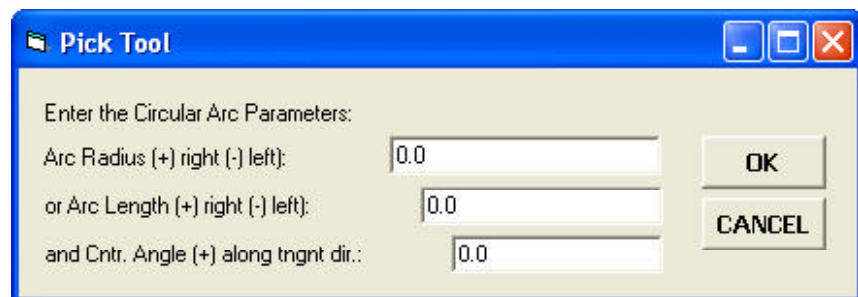 Pick Tool
Enter the Circular Arc Parameters:
Arc Radius (+) right (-) left): 0.0
OK
or Arc Length (+) right (-) left): 0.0
CANCEL
and Cntr. Angle (+) along tngnt dir.: 0.0